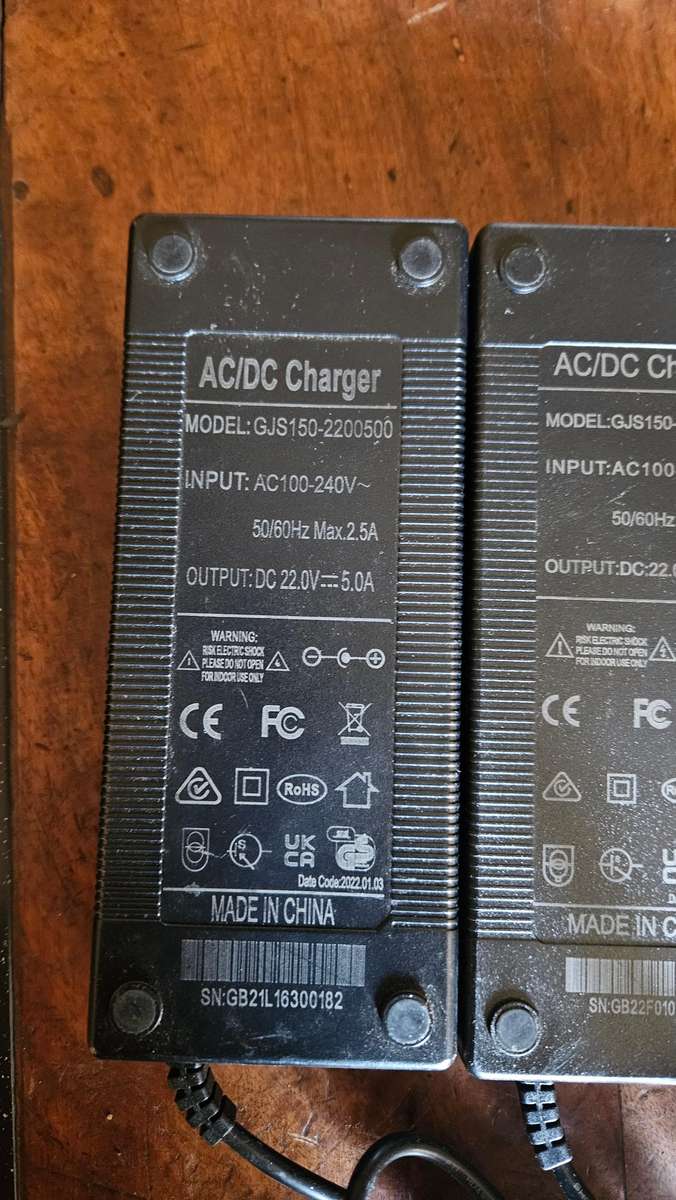 AC/DC Charger
MODEL: GJS150-2200500
INPUT: AC100-240V~
50/60Hz Max.2.5A
OUTPUT: DC 22.0V⎓5.0A
WARNING:
RISK ELECTRIC SHOCK
PLEASE DO NOT OPEN
FOR INDOOR USE ONLY
CE FC
RoHS
S
UK
CA
Date Code:2022.01.03
MADE IN CHINA
SN:GB21L16300182
AC/DC Ch
MODEL:GJS150-
INPUT:AC100
50/60Hz
OUTPUT:DC:22.
WARNING:
RISK ELECTRIC SHOCK
PLEASE DO NOT OPEN
FOR INDOOR USE ONLY
CE FC
MADE IN C
SN:GB22F010